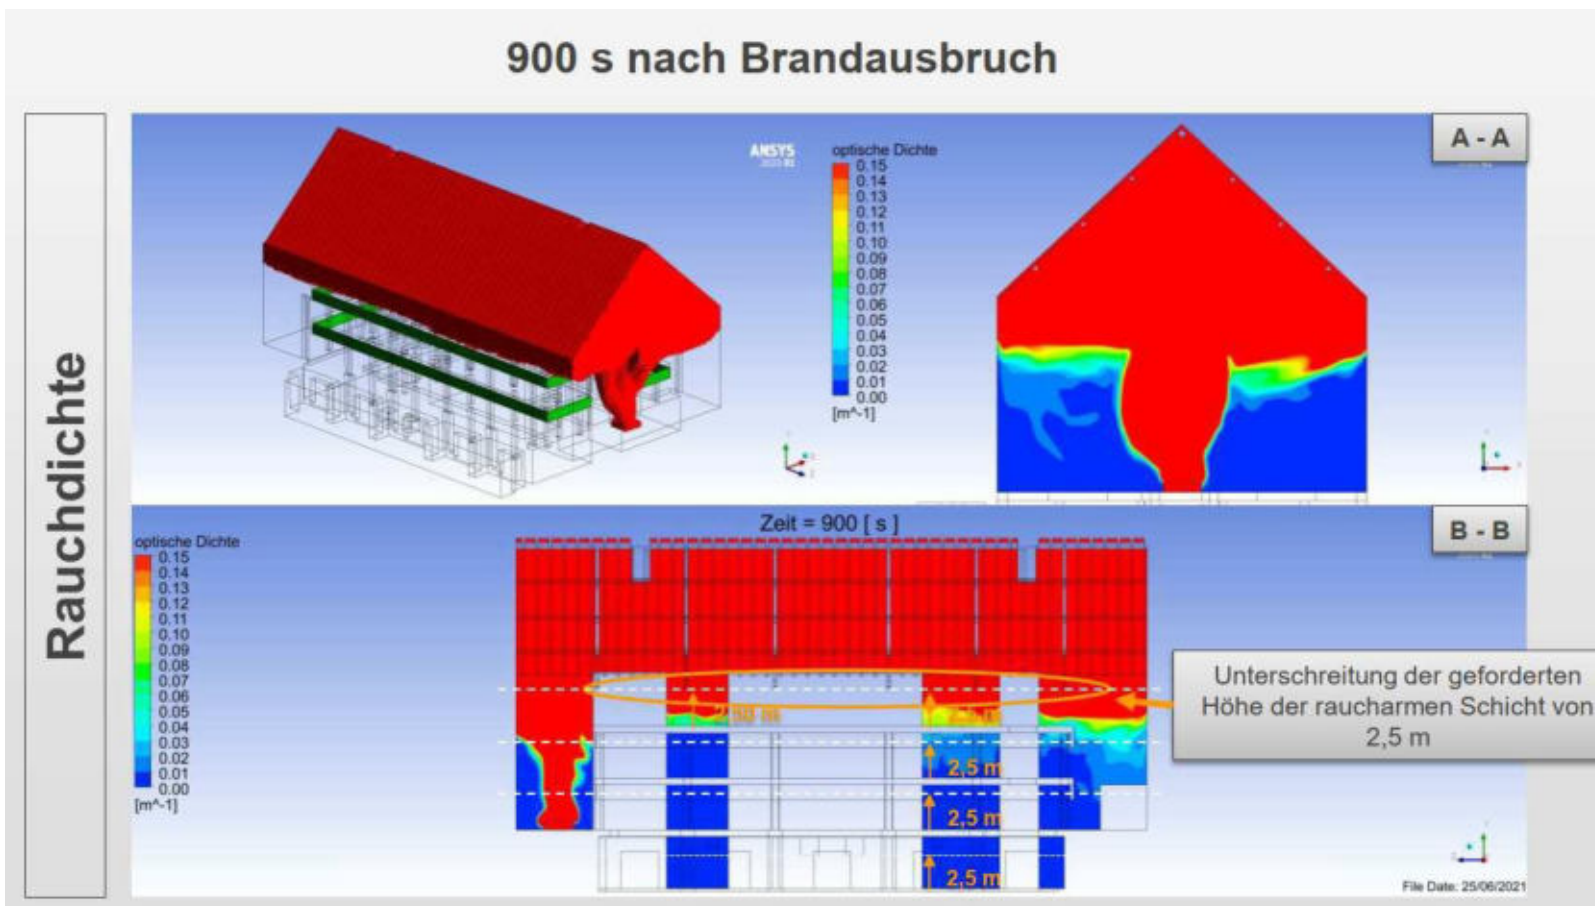 900 s nach Brandausbruch
Rauchdichte
ANSYS
A - A
optische Dichte
0.15
0.14
0.13
0.12
0.11
0.10
0.09
0.08
0.07
0.06
0.05
0.04
0.03
0.02
0.01
0.00
[m^-1]
Zeit = 900 [ s ]
B - B
optische Dichte
0.15
0.14
0.13
0.12
0.11
0.10
0.09
0.08
0.07
0.06
0.05
0.04
0.03
0.02
0.01
0.00
[m^-1]
Unterschreitung der geforderten
Höhe der raucharmen Schicht von
2,5 m
2,5 m
2,5 m
2,5 m
2,5 m
File Date: 25/06/2021